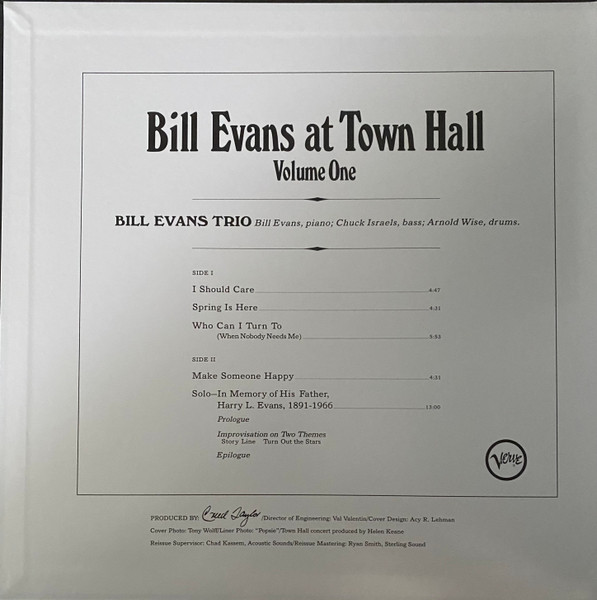 Bill Evans at Town Hall
Volume One
BILL EVANS TRIO Bill Evans, piano; Chuck Israels, bass; Arnold Wise, drums.
SIDE I
I Should Care 4:47
Spring Is Here 4:31
Who Can I Turn To
(When Nobody Needs Me) 5:53
SIDE II
Make Someone Happy 4:33
Solo—In Memory of His Father,
Harry L. Evans, 1891-1966 13:00
Prologue
Improvisation on Two Themes
Story Line Turn Out the Stars
Epilogue
Verve
PRODUCED BY: Creed Taylor /Director of Engineering: Val Valentin/Cover Design: Acy R. Lehman
Cover Photo: Tony Wolf/Liner Photo: "Popsie"/Town Hall concert produced by Helen Keane
Reissue Supervisor: Chad Kassem, Acoustic Sounds/Reissue Mastering: Ryan Smith, Sterling Sound